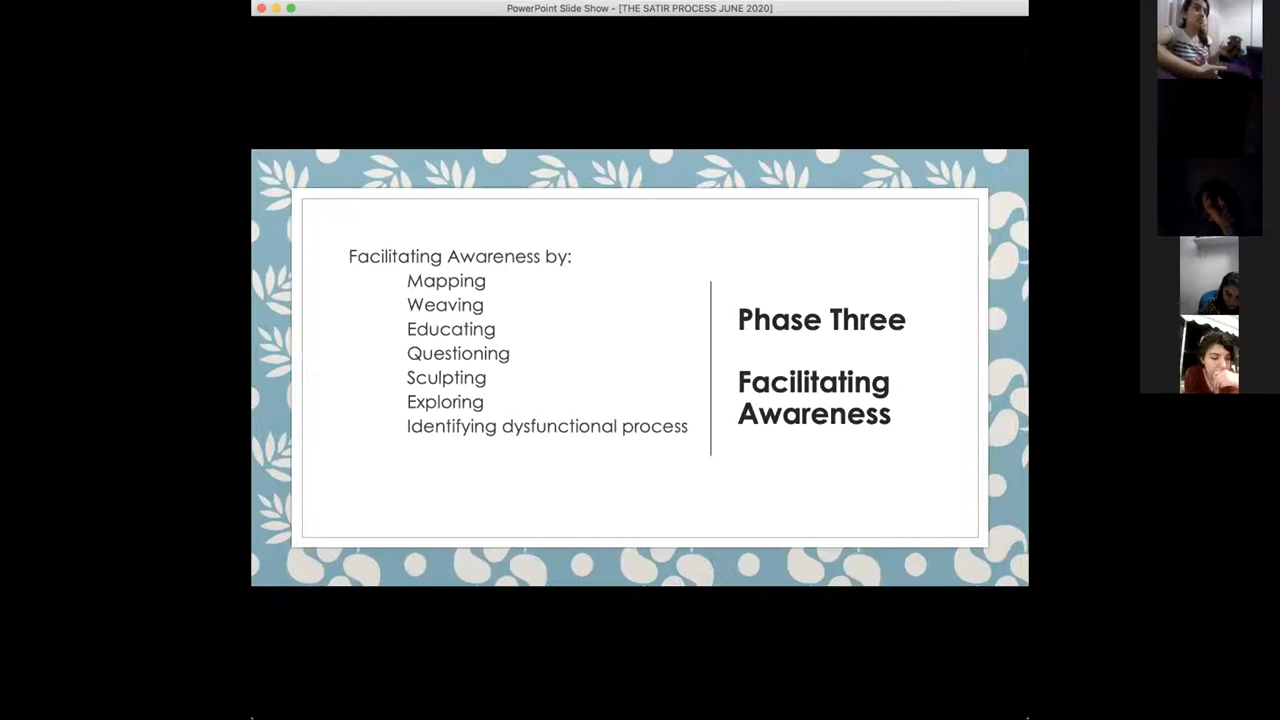 PowerPoint Slide Show - [THE SATIR PROCESS JUNE 2020]
Facilitating Awareness by:
Mapping
Weaving
Educating
Questioning
Sculpting
Exploring
Identifying dysfunctional process
Phase Three
Facilitating
Awareness